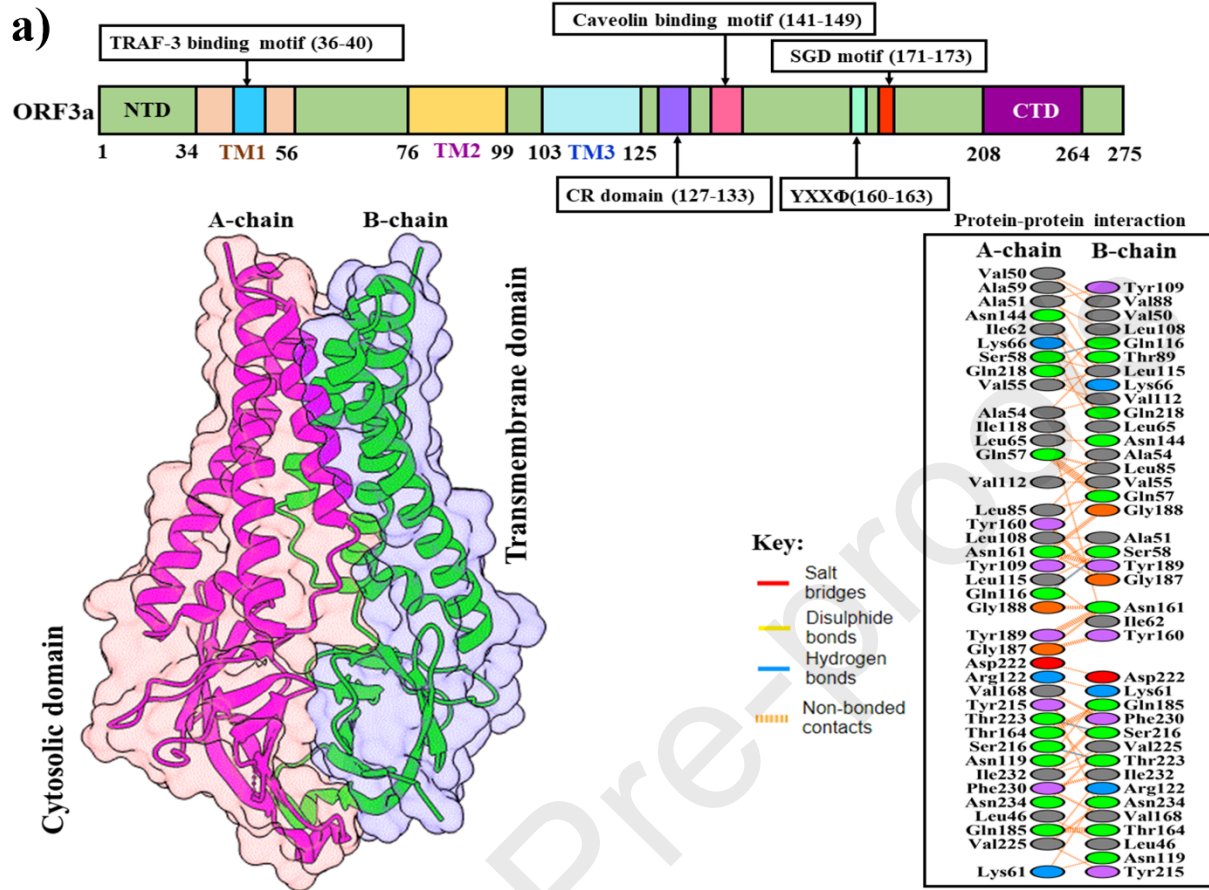 a)
TRAF-3 binding motif (36-40)
Caveolin binding motif (141-149)
SGD motif (171-173)
ORF3a
NTD
CTD
1
34
TM1
56
76
TM2
99
103
TM3
125
208
264
275
CR domain (127-133)
YXXΦ(160-163)
A-chain
B-chain
Transmembrane domain
Cytosolic domain
Key:
Salt
bridges
Disulphide
bonds
Hydrogen
bonds
Non-bonded
contacts
Protein-protein interaction
A-chain
Val50
Ala59
Ala51
Asn144
Ile62
Lys66
Ser58
Gln218
Val55
Ala54
Ile118
Leu65
Gln57
Val112
Leu85
Tyr160
Leu108
Asn161
Tyr109
Leu115
Gln116
Gly188
Tyr189
Gly187
Asp222
Arg122
Val168
Tyr215
Thr223
Thr164
Ser216
Asn119
Ile232
Phe230
Asn234
Leu46
Gln185
Val225
Lys61
B-chain
Tyr109
Val88
Val50
Leu108
Gln116
Thr89
Leu115
Lys66
Val112
Gln218
Leu65
Asn144
Ala54
Leu85
Val55
Gln57
Gly188
Ala51
Ser58
Tyr189
Gly187
Asn161
Ile62
Tyr160
Asp222
Lys61
Gln185
Phe230
Ser216
Val225
Thr223
Ile232
Arg122
Asn234
Val168
Thr164
Leu46
Asn119
Tyr215
Pre-proo